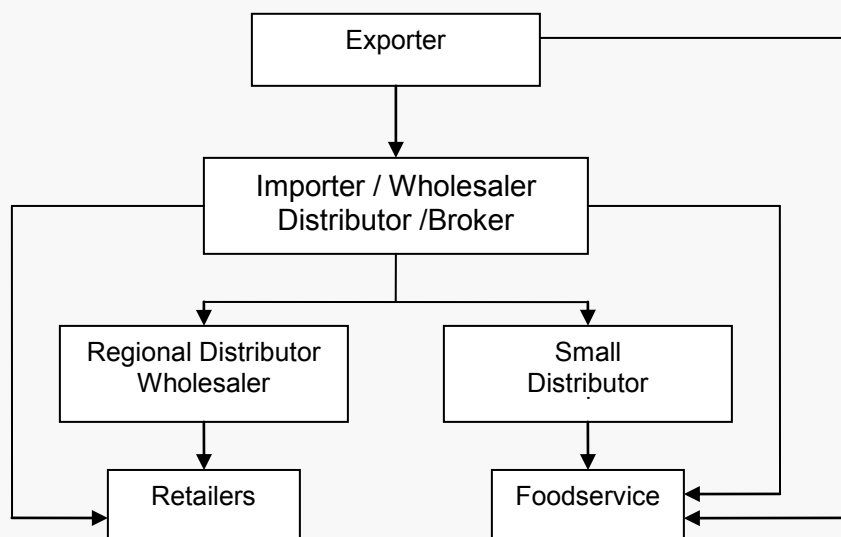 Exporter
Importer / Wholesaler
Distributor /Broker
Regional Distributor
Wholesaler
Small
Distributor
Retailers
Foodservice